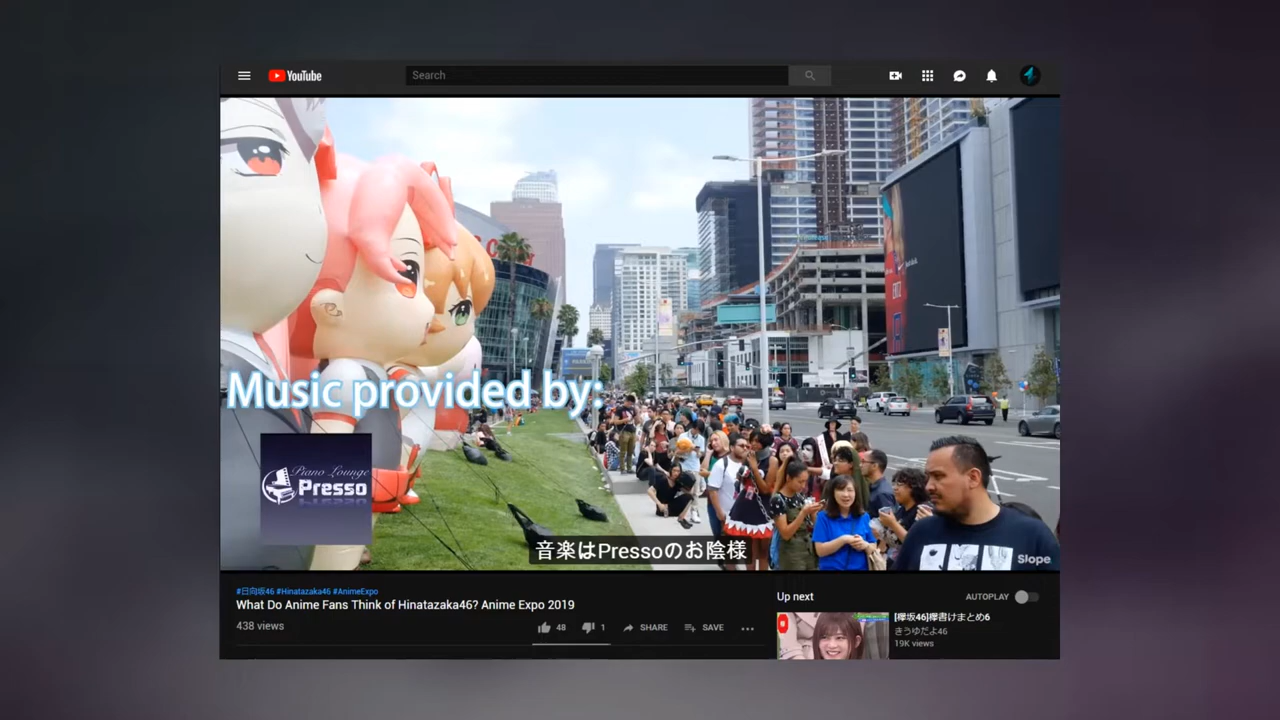 YouTube
Search
Music provided by:
Piano Lounge
Presso
音楽はPressoのお陰様
Slope
#日向坂46 #Hinatazaka46 #AnimeExpo
What Do Anime Fans Think of Hinatazaka46? Anime Expo 2019
438 views
48
1
SHARE
SAVE
Up next
AUTOPLAY
[欅坂46]欅書けまとめ6
きうゆだよ46
19K views